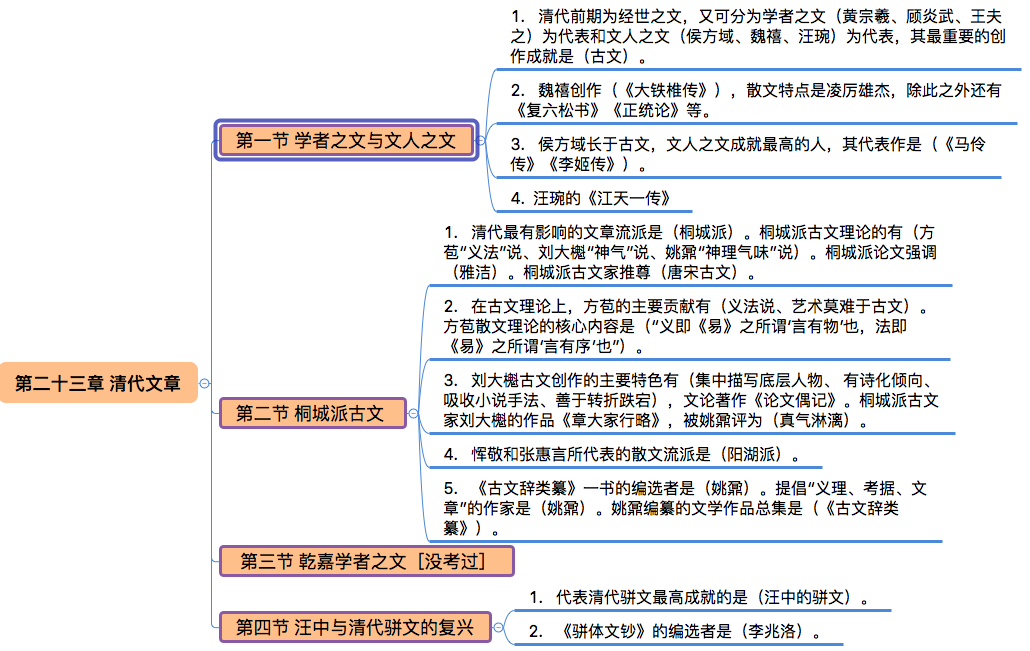 第二十三章 清代文章
第一节 学者之文与文人之文
1. 清代前期为经世之文，又可分为学者之文（黄宗羲、顾炎武、王夫
之）为代表和文人之文（侯方域、魏禧、汪琬）为代表，其最重要的创
作成就是（古文）。
2. 魏禧创作（《大铁椎传》），散文特点是凌厉雄杰，除此之外还有
《复六松书》《正统论》等。
3. 侯方域长于古文，文人之文成就最高的人，其代表作是（《马伶
传》《李姬传》）。
4. 汪琬的《江天一传》
第二节 桐城派古文
1. 清代最有影响的文章流派是（桐城派）。桐城派古文理论的有（方
苞“义法”说、刘大櫆“神气”说、姚鼐“神理气味”说）。桐城派论文强调
（雅洁）。桐城派古文家推尊（唐宋古文）。
2. 在古文理论上，方苞的主要贡献有（义法说、艺术莫难于古文）。
方苞散文理论的核心内容是（“义即《易》之所谓‘言有物’也，法即
《易》之所谓‘言有序’也”）。
3. 刘大櫆古文创作的主要特色有（集中描写底层人物、 有诗化倾向、
吸收小说手法、善于转折跌宕），文论著作《论文偶记》。桐城派古文
家刘大櫆的作品《章大家行略》，被姚鼐评为（真气淋漓）。
4. 恽敬和张惠言所代表的散文流派是（阳湖派）。
5. 《古文辞类纂》一书的编选者是（姚鼐）。提倡“义理、考据、文
章”的作家是（姚鼐）。姚鼐编纂的文学作品总集是（《古文辞类
纂》）。
第三节 乾嘉学者之文［没考过］
第四节 汪中与清代骈文的复兴
1. 代表清代骈文最高成就的是（汪中的骈文）。
2. 《骈体文钞》的编选者是（李兆洛）。